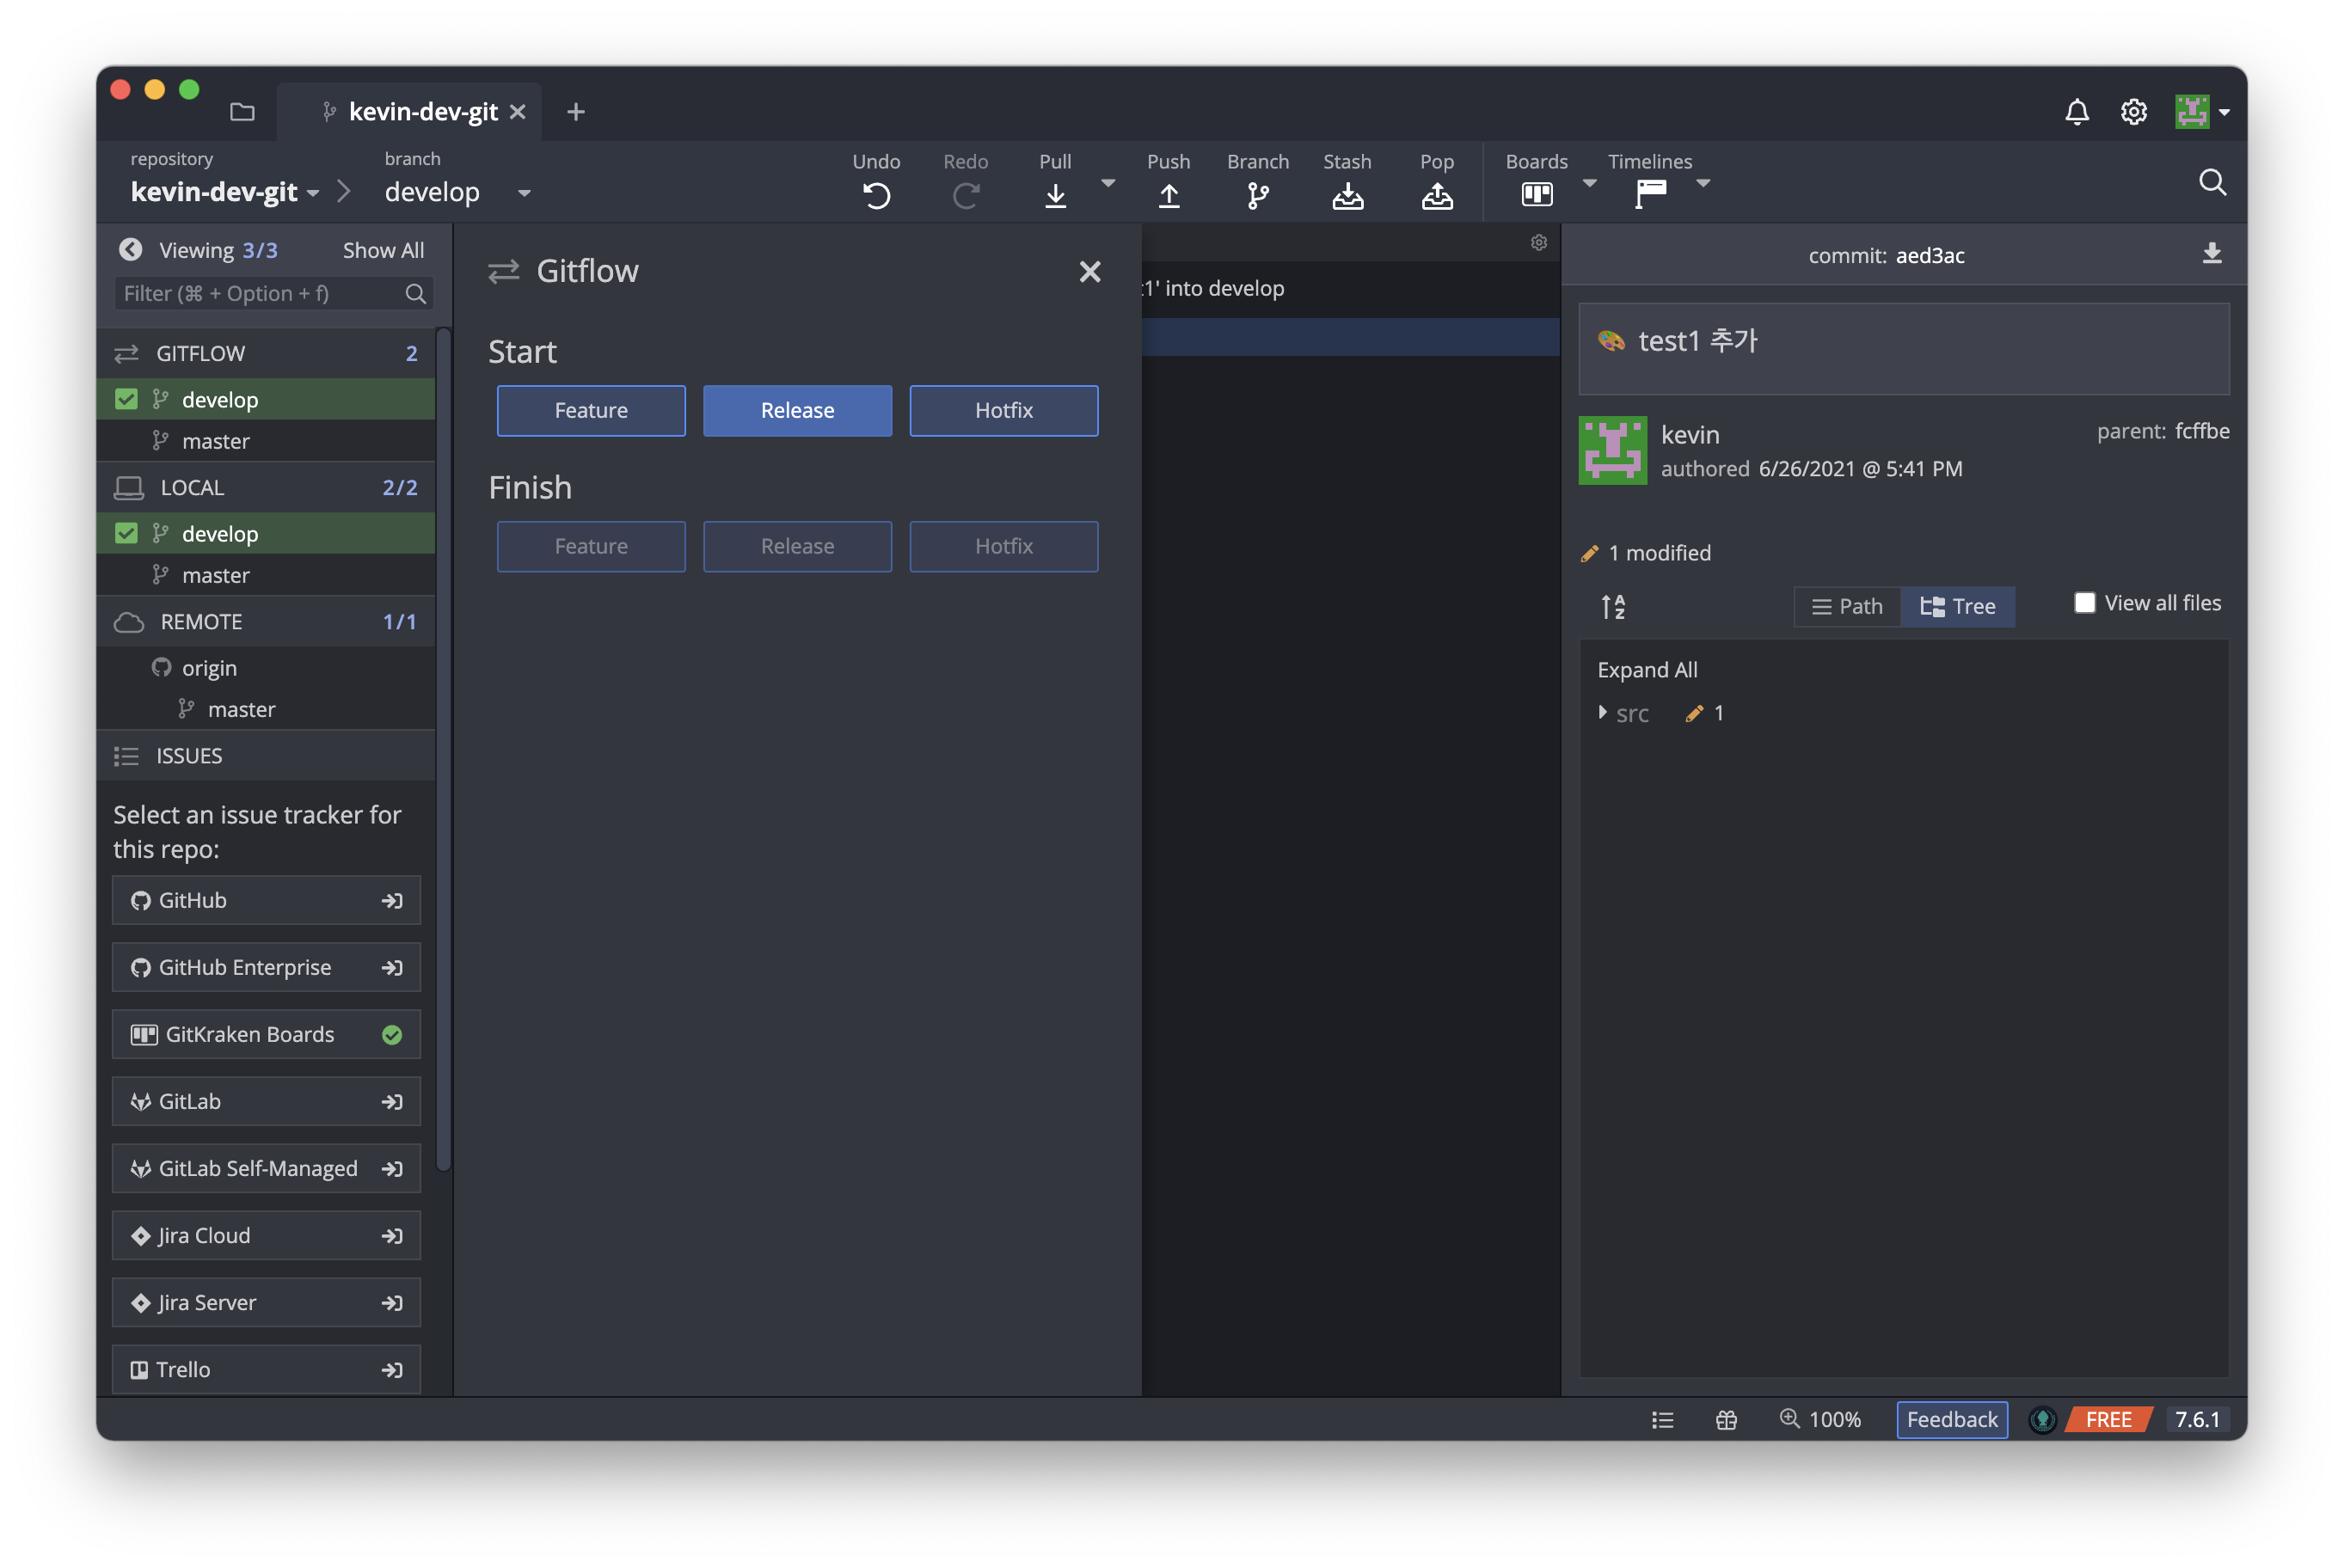 kevin-dev-git
repository
kevin-dev-git
branch
develop
Undo
Redo
Pull
Push
Branch
Stash
Pop
Boards
Timelines
Viewing 3/3 Show All
Filter (⌘ + Option + f)
GITFLOW 2
develop
master
LOCAL 2/2
develop
master
REMOTE 1/1
origin
master
ISSUES
Select an issue tracker for
this repo:
GitHub
GitHub Enterprise
GitKraken Boards
GitLab
GitLab Self-Managed
Jira Cloud
Jira Server
Trello
Gitflow
Start
Feature Release Hotfix
Finish
Feature Release Hotfix
1' into develop
commit: aed3ac
test1 추가
kevin
authored 6/26/2021 @ 5:41 PM
parent: fcffbe
1 modified
Path
Tree
View all files
Expand All
src 1
100%
Feedback
FREE
7.6.1